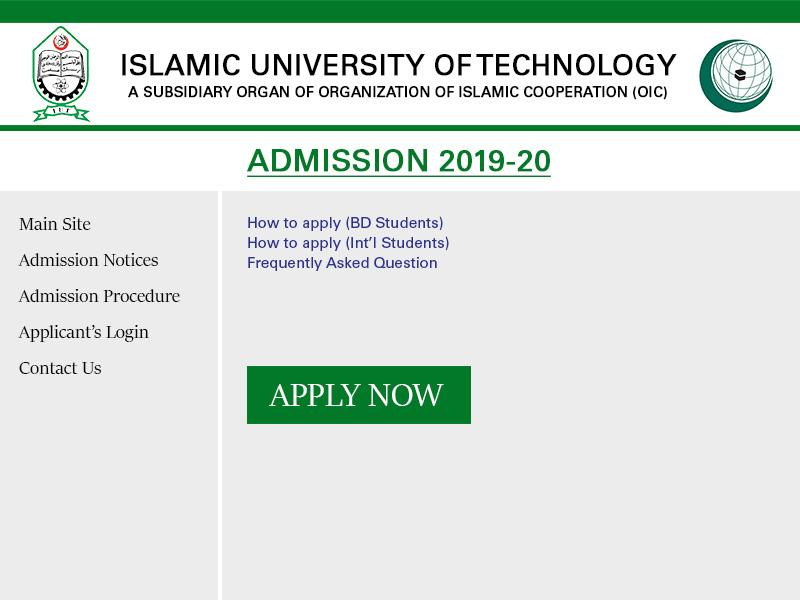 ISLAMIC UNIVERSITY OF TECHNOLOGY
A SUBSIDIARY ORGAN OF ORGANIZATION OF ISLAMIC COOPERATION (OIC)
IUT
ADMISSION 2019-20
Main Site
Admission Notices
Admission Procedure
Applicant's Login
Contact Us
How to apply (BD Students)
How to apply (Int'l Students)
Frequently Asked Question
APPLY NOW